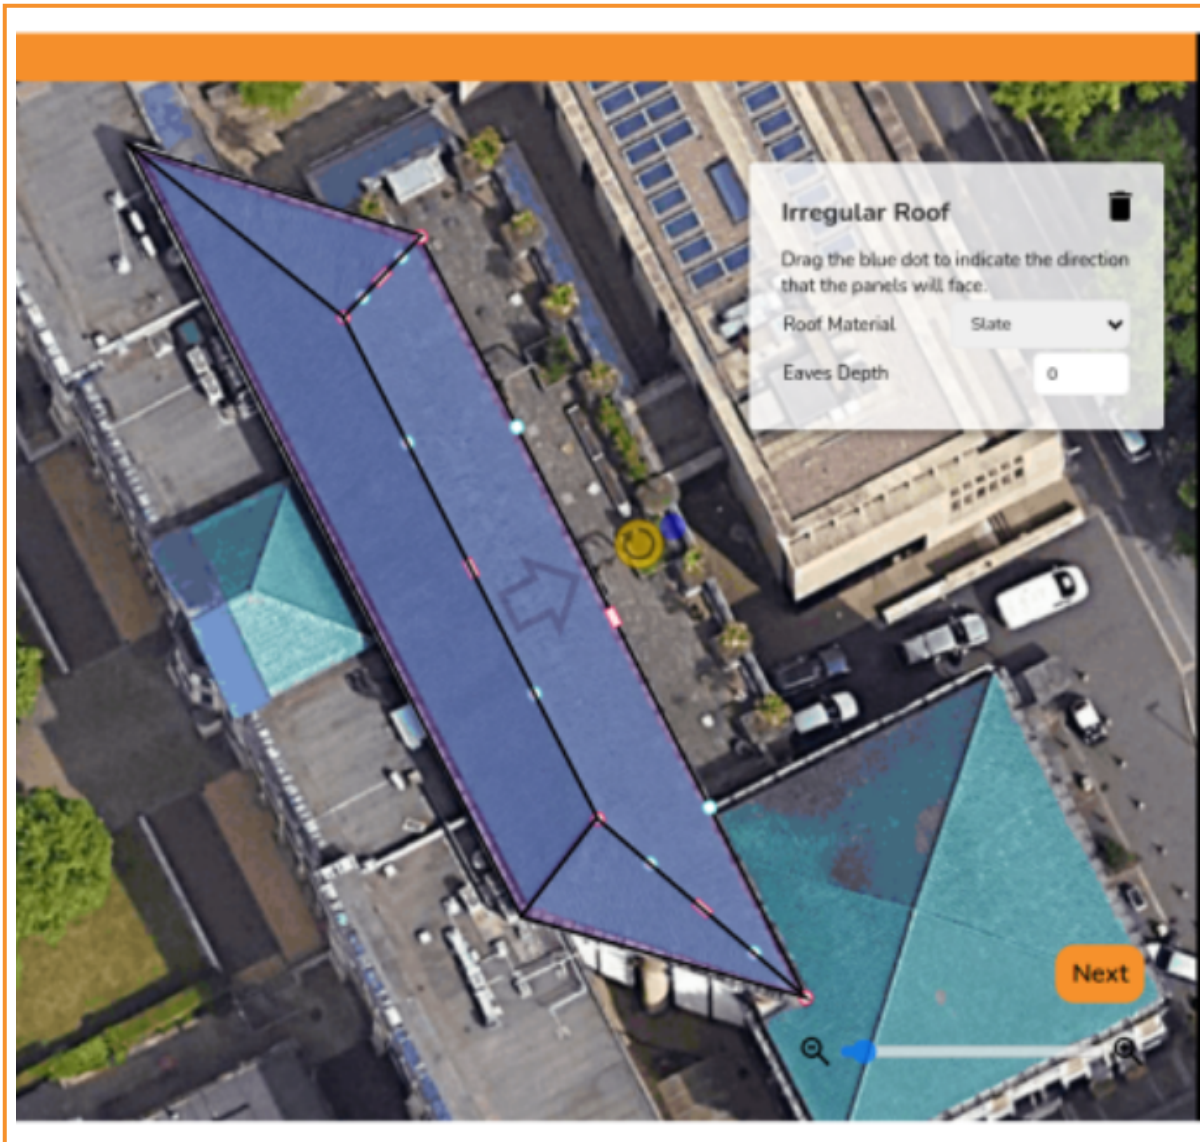 Irregular Roof
Drag the blue dot to indicate the direction
that the panels will face.
Roof Material Slate
Eaves Depth 0
Next